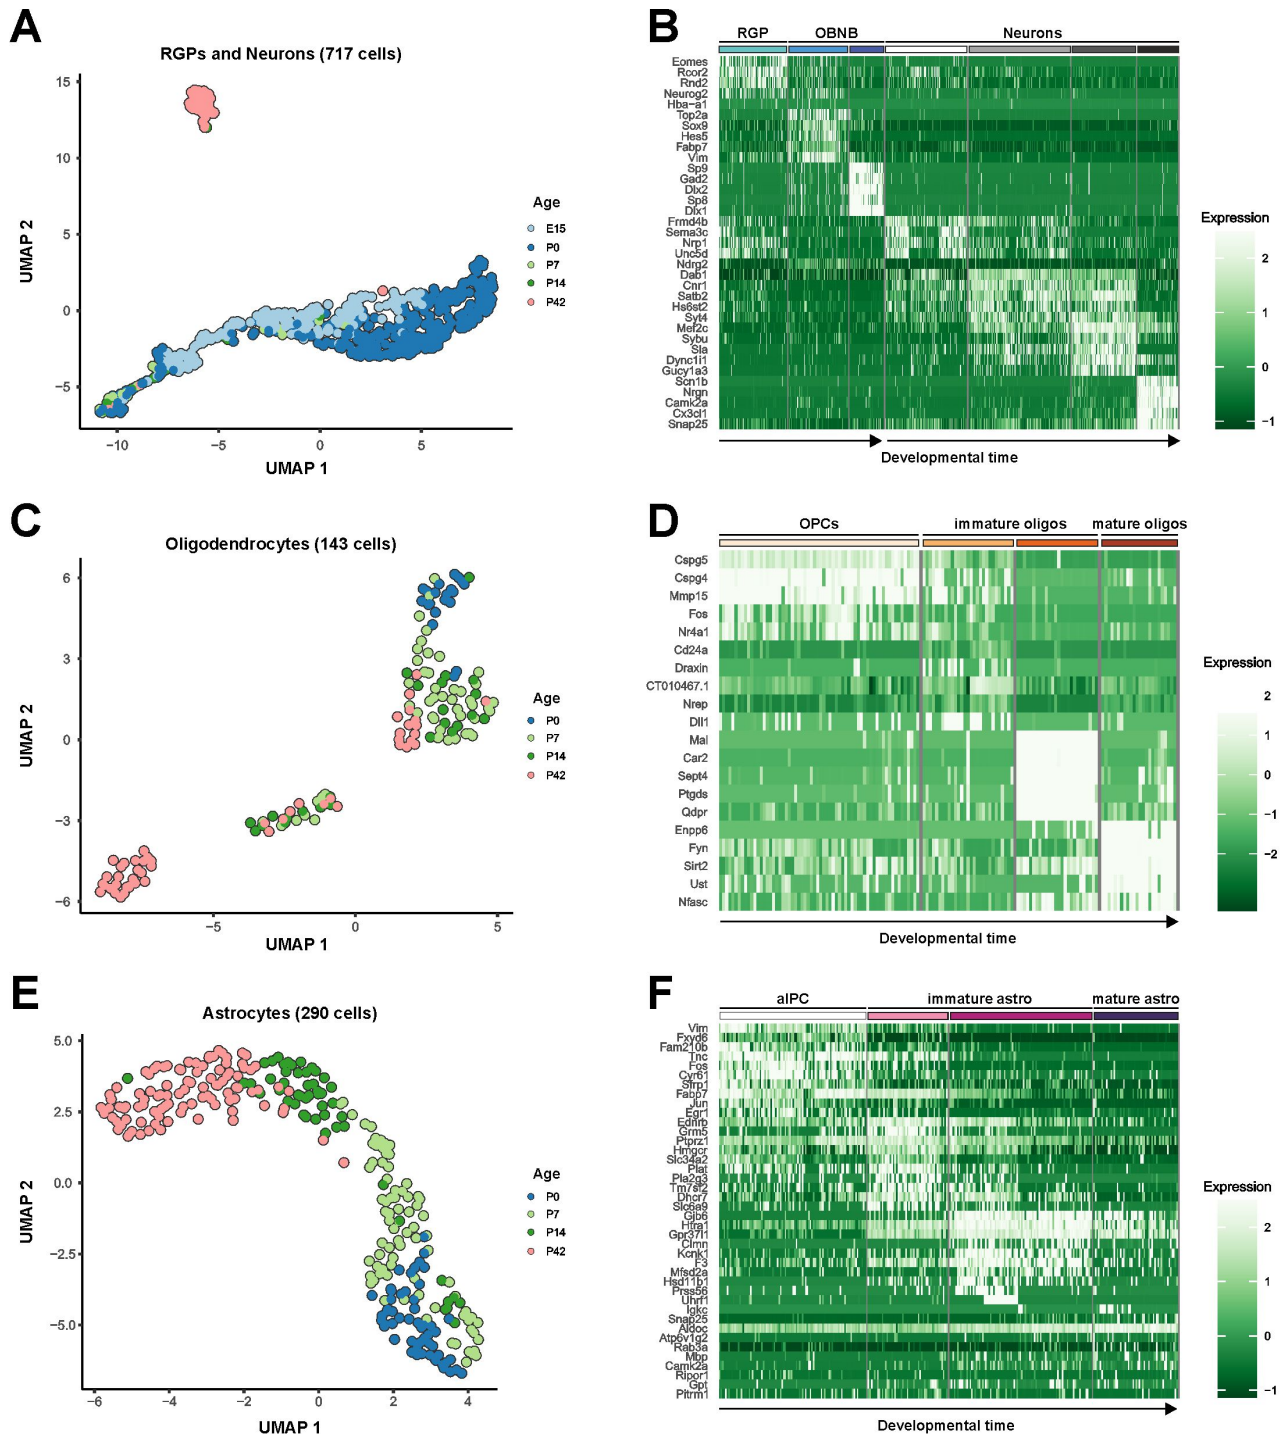 A
RGPs and Neurons (717 cells)
15
10
5
0
−5
−10
−5
0
5
UMAP 1
UMAP 2
Age
E15
P0
P7
P14
P42
B
RGP
OBNB
Neurons
Eomes
Rcor2
Rnd2
Neurog2
Hba−a1
Top2a
Sox9
Hes5
Fabp7
Vim
Sp9
Gad2
Dlx2
Sp8
Dlx1
Frmd4b
Sema3c
Nrp1
Unc5d
Ndrg2
Dab1
Cnr1
Satb2
Hs6st2
Syt4
Mef2c
Sybu
Sla
Dync1i1
Gucy1a3
Scn1b
Nrgn
Camk2a
Cx3cl1
Snap25
Developmental time
Expression
2
1
0
−1
C
Oligodendrocytes (143 cells)
6
3
0
−3
−6
−5
0
5
UMAP 1
UMAP 2
Age
P0
P7
P14
P42
D
OPCs
immature oligos
mature oligos
Cspg5
Cspg4
Mmp15
Fos
Nr4a1
Cd24a
Draxin
CT010467.1
Nrep
Dll1
Mal
Car2
Sept4
Ptgds
Qdpr
Enpp6
Fyn
Sirt2
Ust
Nfasc
Developmental time
Expression
2
1
0
−1
−2
E
Astrocytes (290 cells)
5.0
2.5
0.0
−2.5
−5.0
−6
−4
−2
0
2
4
UMAP 1
UMAP 2
Age
P0
P7
P14
P42
F
aIPC
immature astro
mature astro
Vim
Fxyd6
Fam210b
Tnc
Fos
Cyr61
Sfrp1
Fabp7
Jun
Egr1
Ednrb
Grm5
Ptprz1
Hmgcr
Slc34a2
Plat
Pla2g3
Tm7sf2
Dhcr7
Slc6a9
Gjb6
Htra1
Gpr37l1
Clmn
Kcnk1
F3
Mfsd2a
Hsd11b1
Prss56
Uhrf1
Igkc
Snap25
Aldoc
Atp6v1g2
Rab3a
Mbp
Camk2a
Ripor1
Gpt
Pitrm1
Developmental time
Expression
2
1
0
−1